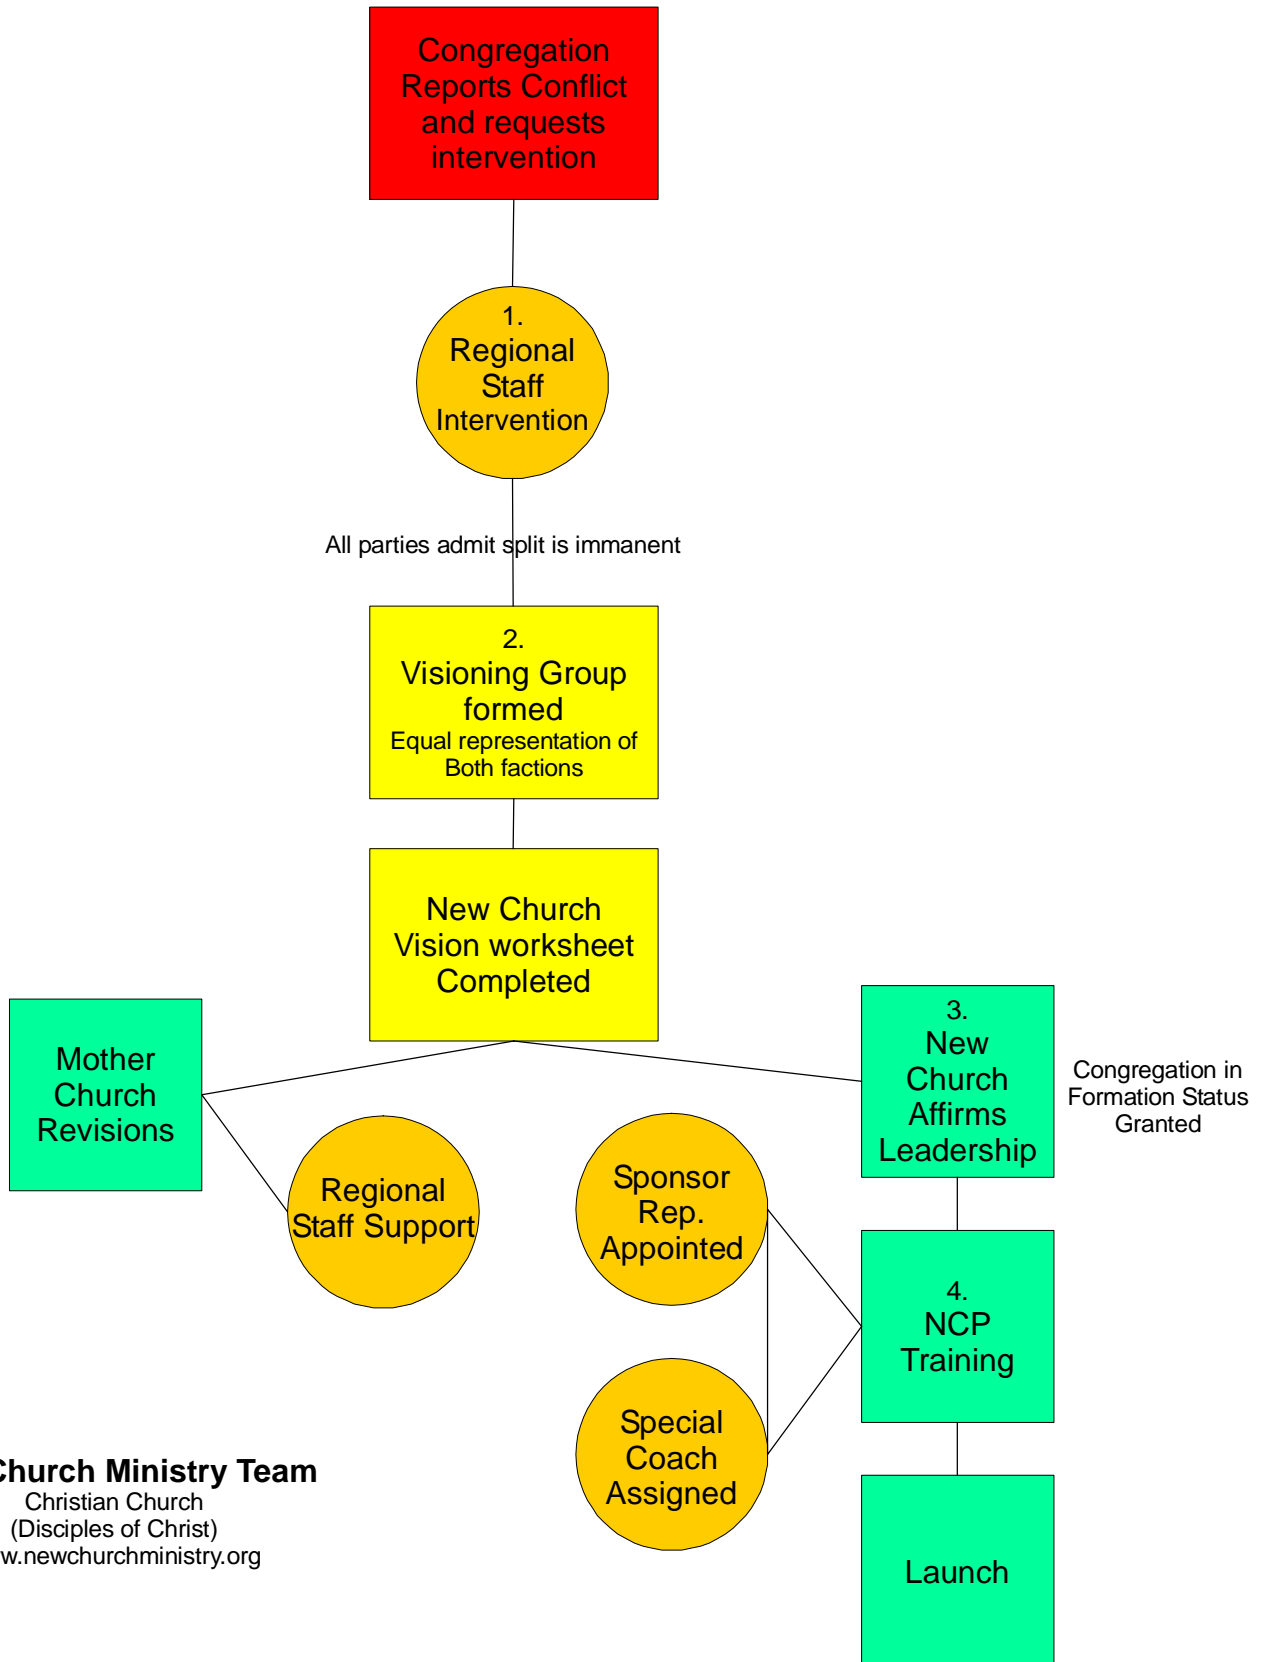 Congregation
Reports Conflict
and requests
intervention
1.
Regional
Staff
Intervention
All parties admit split is immanent
2.
Visioning Group
formed
Equal representation of
Both factions
New Church
Vision worksheet
Completed
Mother
Church
Revisions
Regional
Staff Support
3.
New
Church
Affirms
Leadership
Congregation in
Formation Status
Granted
Sponsor
Rep.
Appointed
4.
NCP
Training
Special
Coach
Assigned
Launch
Church Ministry Team
Christian Church
(Disciples of Christ)
w.newchurchministry.org